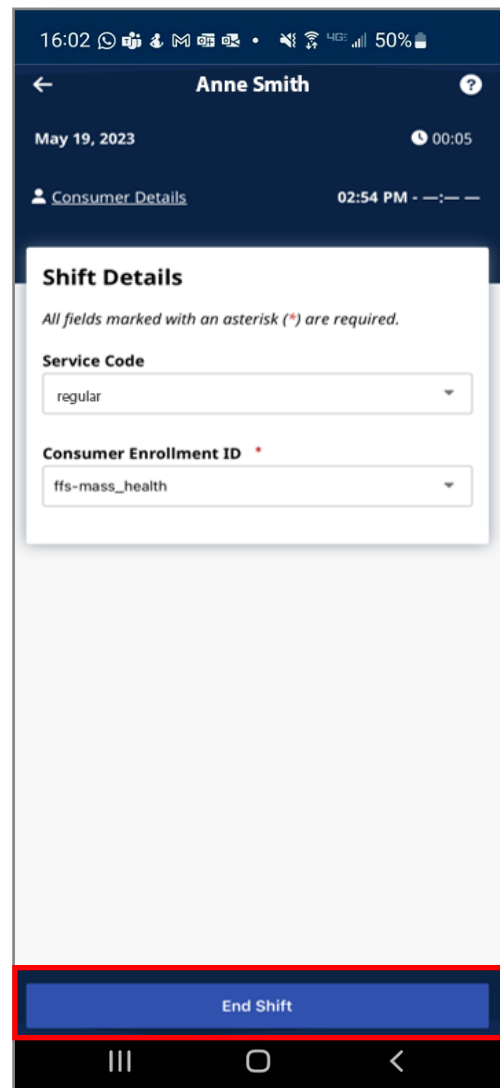 16:02 4GE 50%
Anne Smith ?
May 19, 2023 00:05
Consumer Details 02:54 PM - —:— —
Shift Details
All fields marked with an asterisk (*) are required.
Service Code
regular
Consumer Enrollment ID *
ffs-mass_health
End Shift